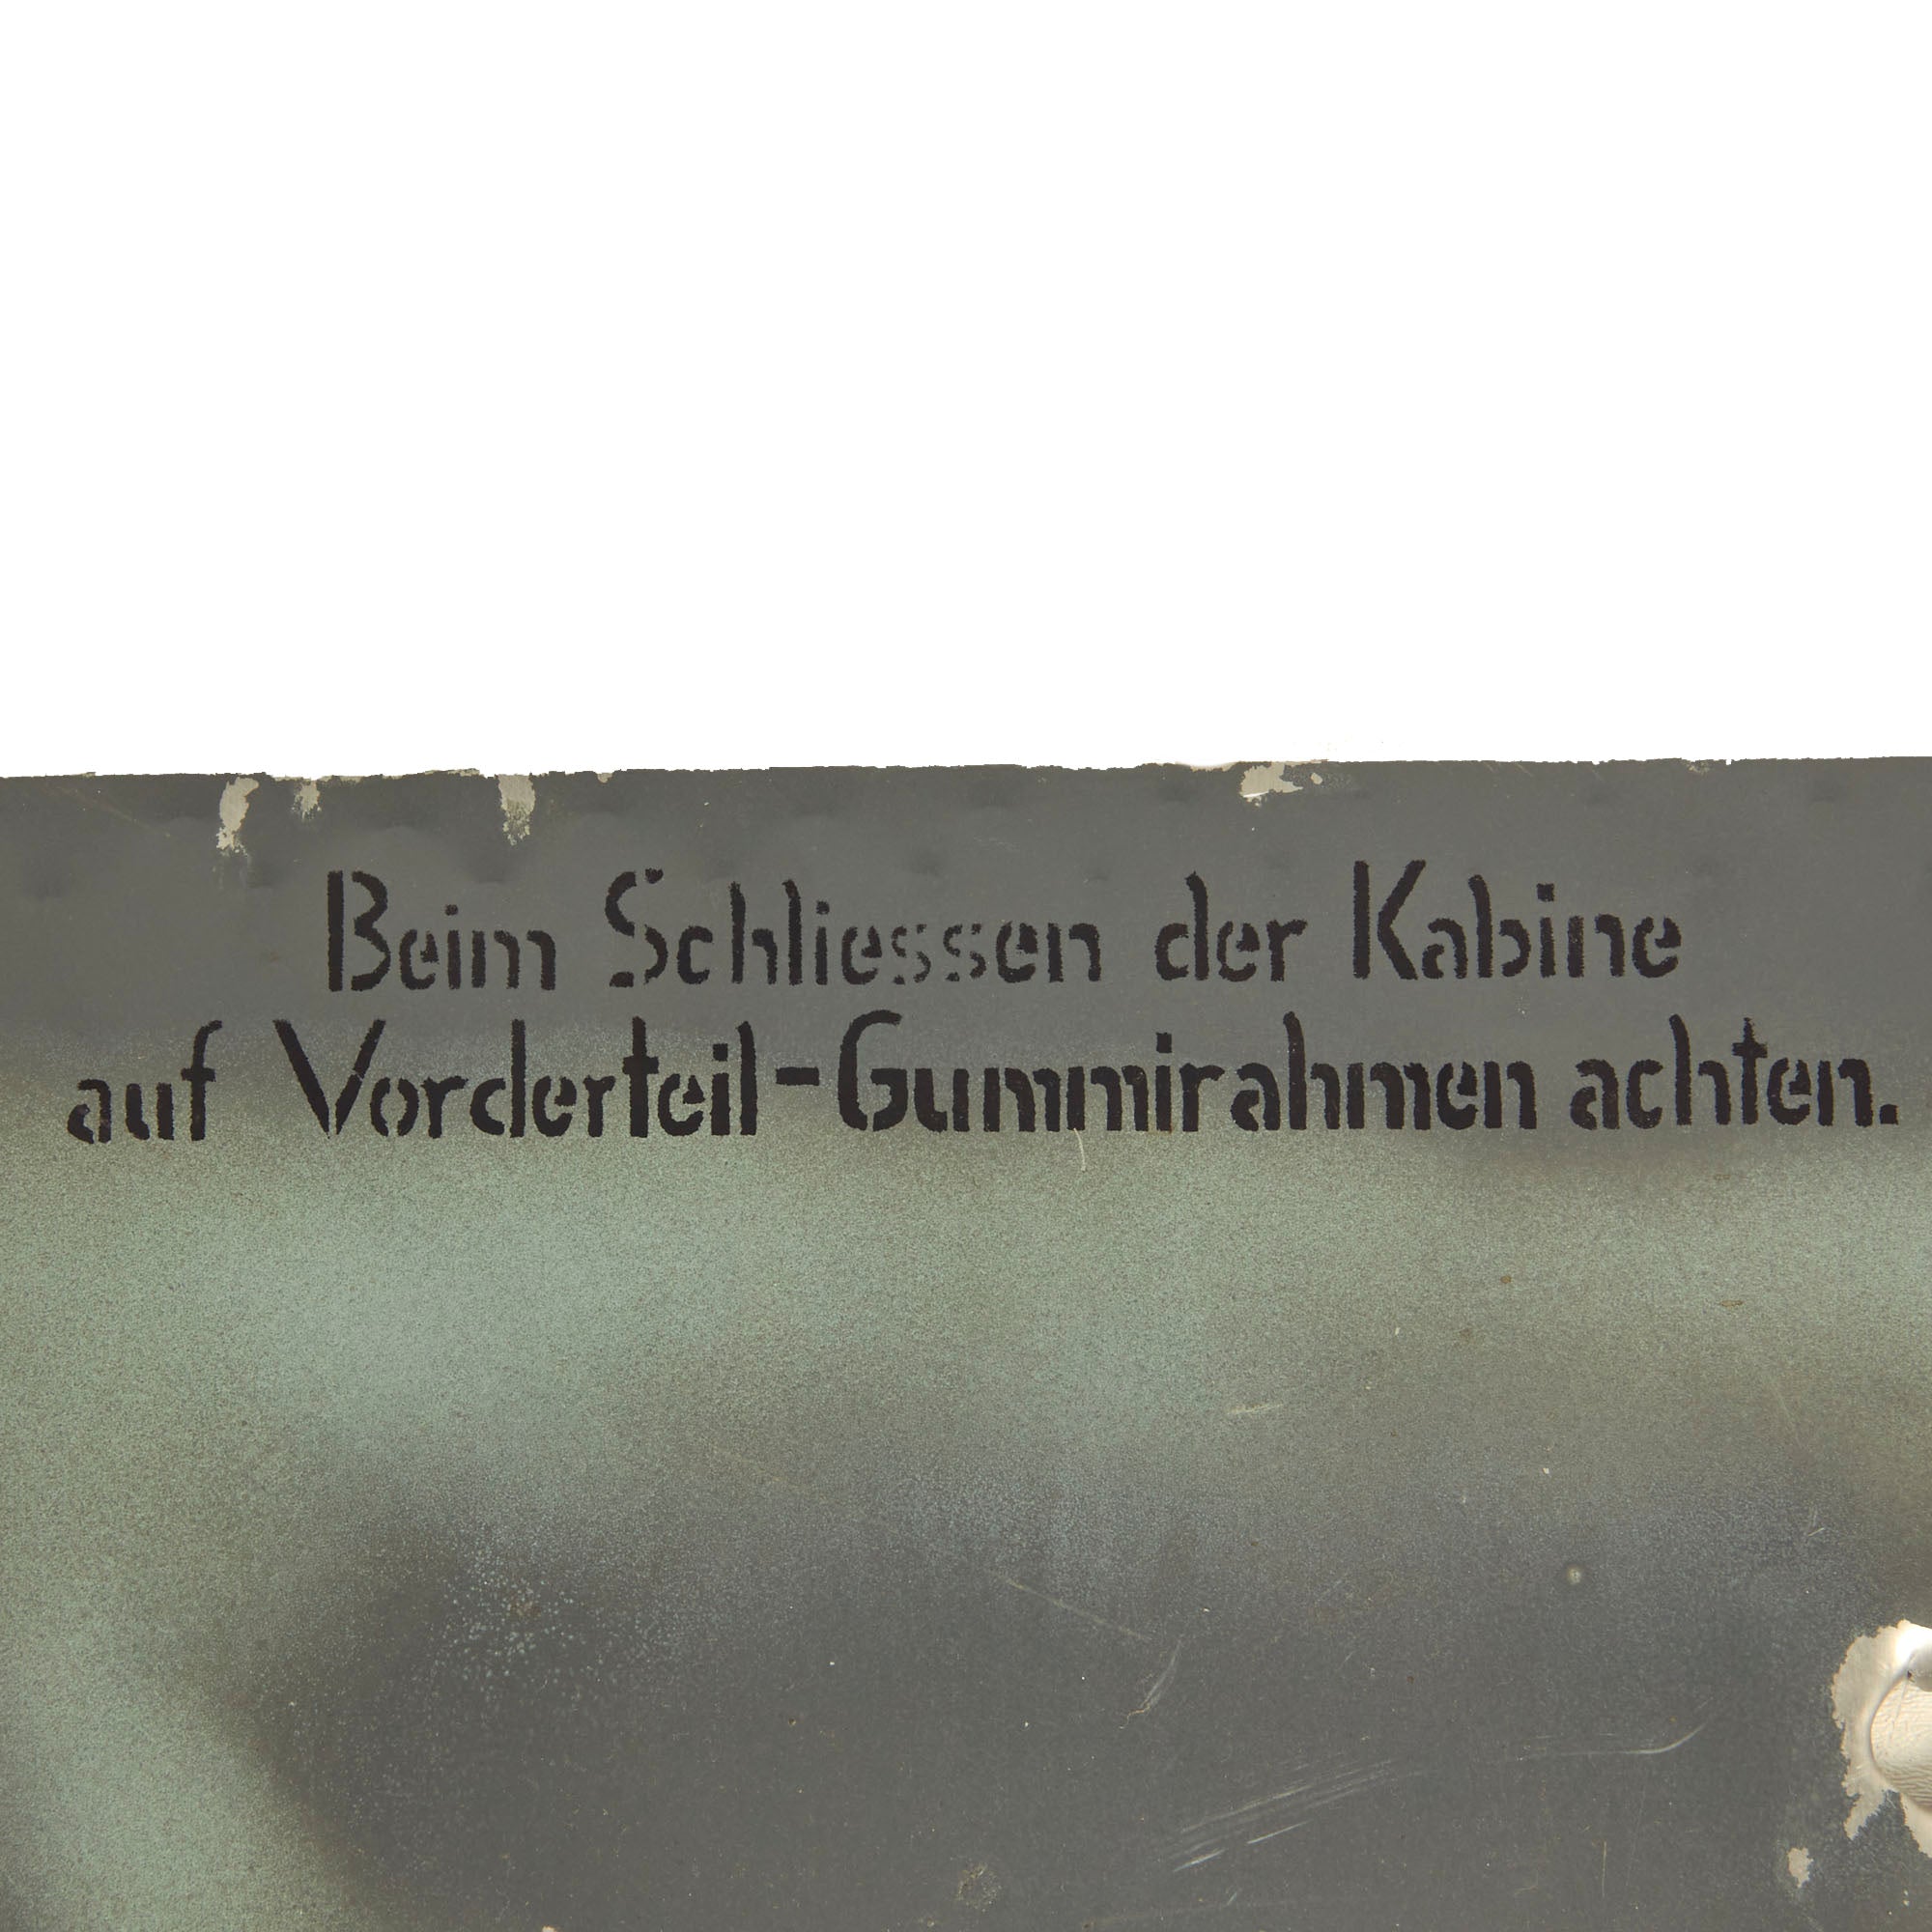 Beim Schliessen der Kabine
auf Vorderteil-Gummirahmen achten.